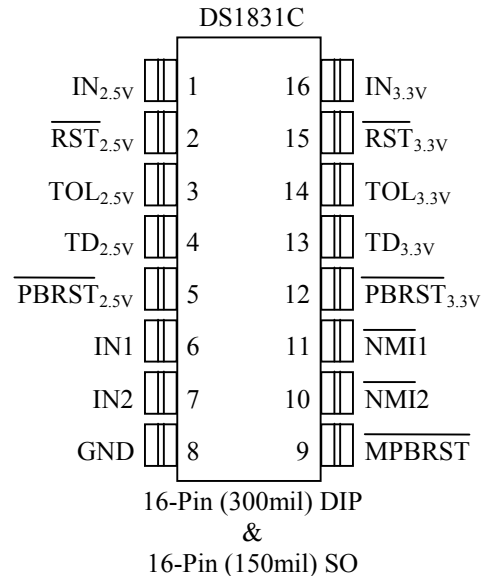 DS1831C
IN2.5V 1 16 IN3.3V
RST2.5V 2 15 RST3.3V
TOL2.5V 3 14 TOL3.3V
TD2.5V 4 13 TD3.3V
PBRST2.5V 5 12 PBRST3.3V
IN1 6 11 NMI1
IN2 7 10 NMI2
GND 8 9 MPBRST
16-Pin (300mil) DIP
&
16-Pin (150mil) SO